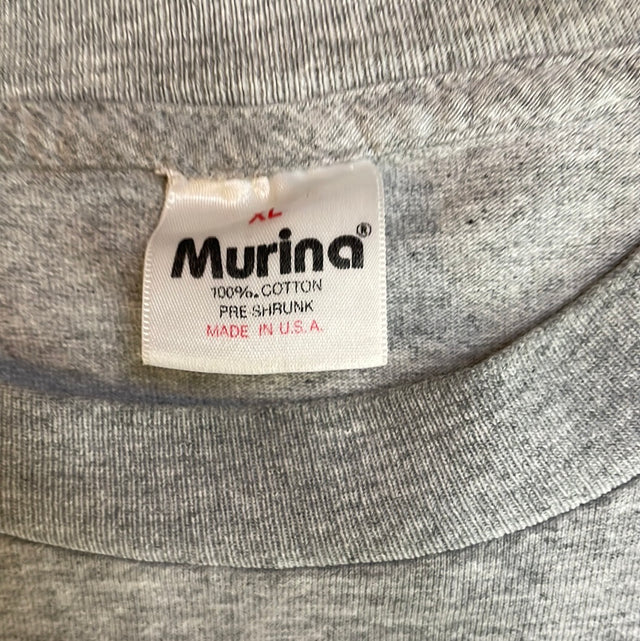 XL
Murina®
100%.COTTON
PRE-SHRUNK
MADE IN U.S.A.